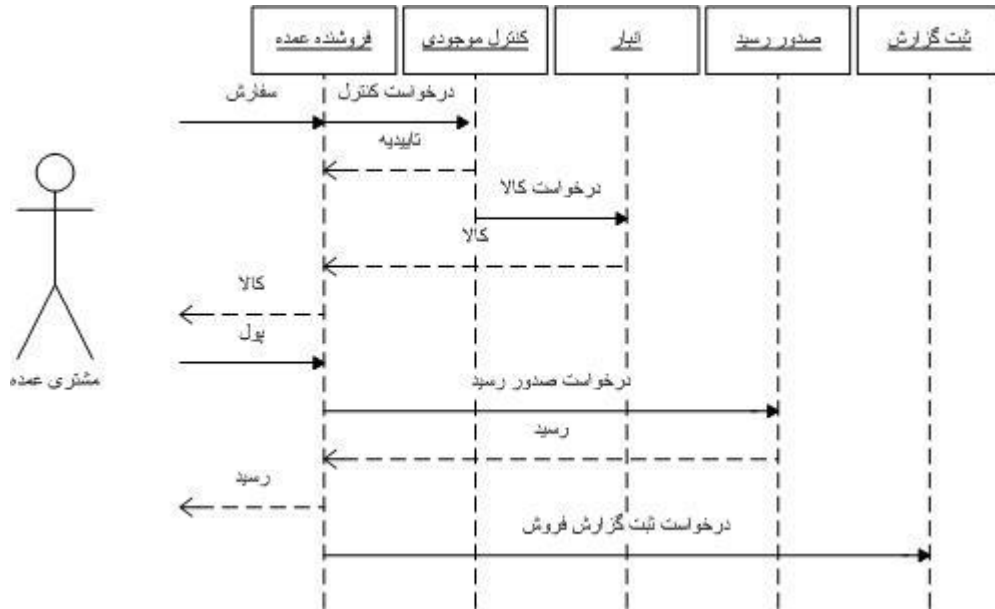 فروشنده عمده
کنترل موجودی
انبار
صدور رسید
ثبت گزارش
سفارش
درخواست کنترل
تاییدیه
درخواست کالا
کالا
کالا
پول
مشتری عمده
درخواست صدور رسید
رسید
رسید
درخواست ثبت گزارش فروش